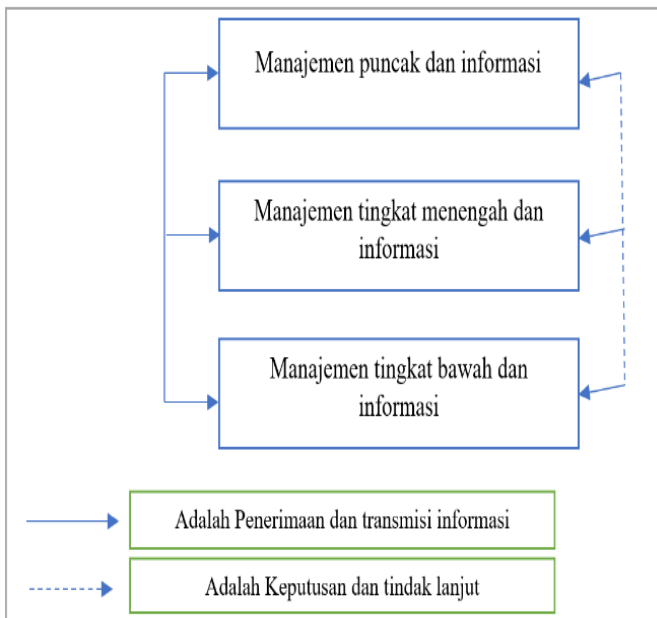 Manajemen puncak dan informasi
Manajemen tingkat menengah dan
informasi
Manajemen tingkat bawah dan
informasi
Adalah Penerimaan dan transmisi informasi
Adalah Keputusan dan tindak lanjut